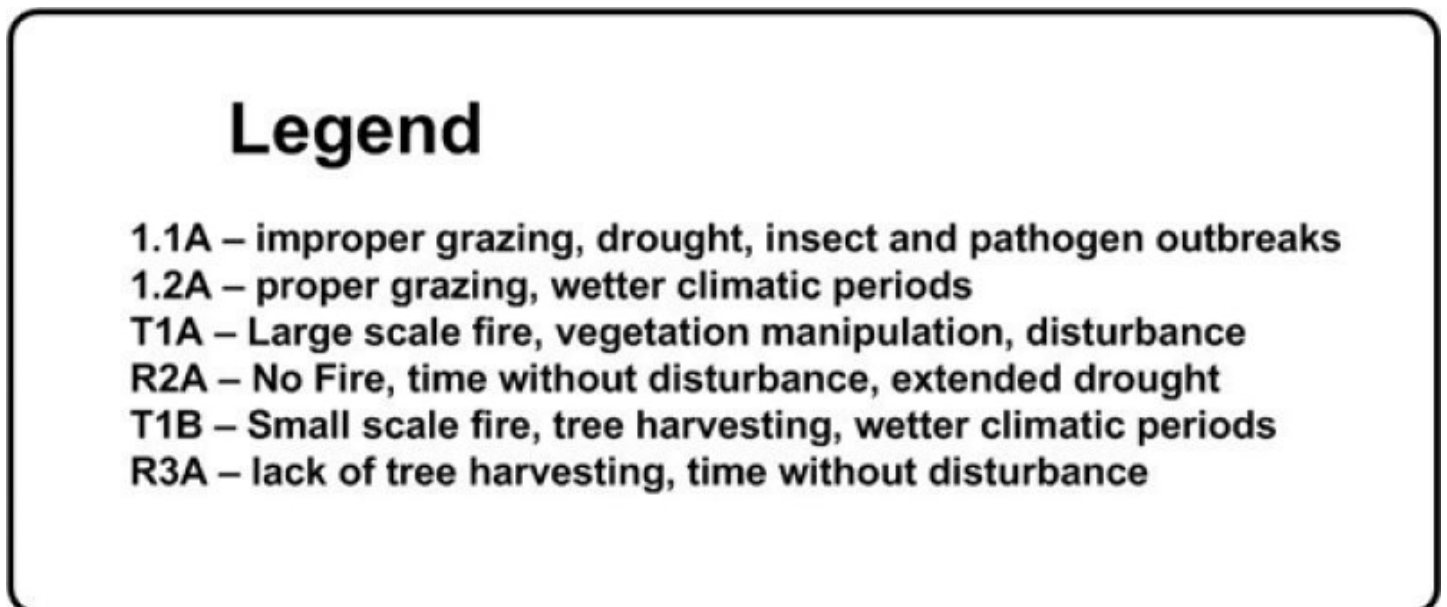 Legend
1.1A – improper grazing, drought, insect and pathogen outbreaks
1.2A – proper grazing, wetter climatic periods
T1A – Large scale fire, vegetation manipulation, disturbance
R2A – No Fire, time without disturbance, extended drought
T1B – Small scale fire, tree harvesting, wetter climatic periods
R3A – lack of tree harvesting, time without disturbance